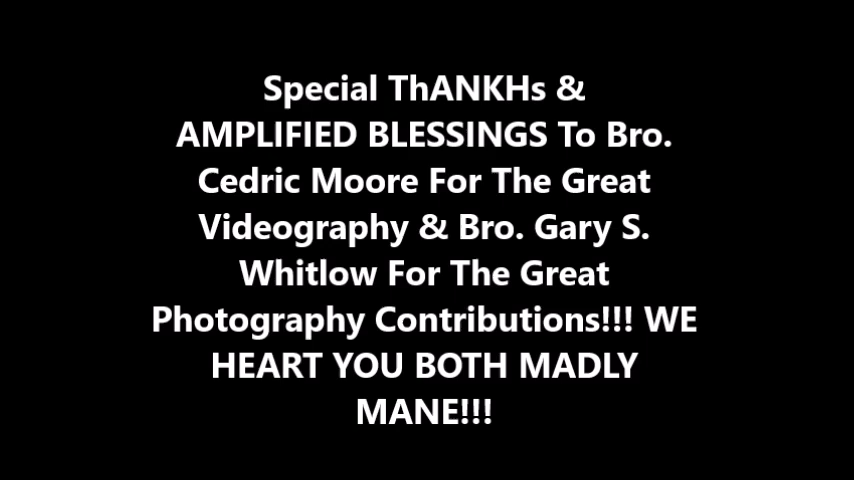 Special ThANKHs &
AMPLIFIED BLESSINGS To Bro.
Cedric Moore For The Great
Videography & Bro. Gary S.
Whitlow For The Great
Photography Contributions!!! WE
HEART YOU BOTH MADLY
MANE!!!